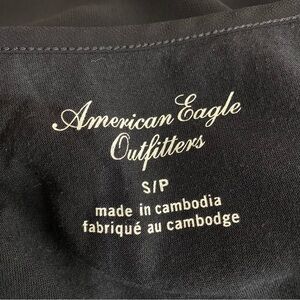 American Eagle
Outfitters
S/P
made in cambodia
fabriqué au cambodge